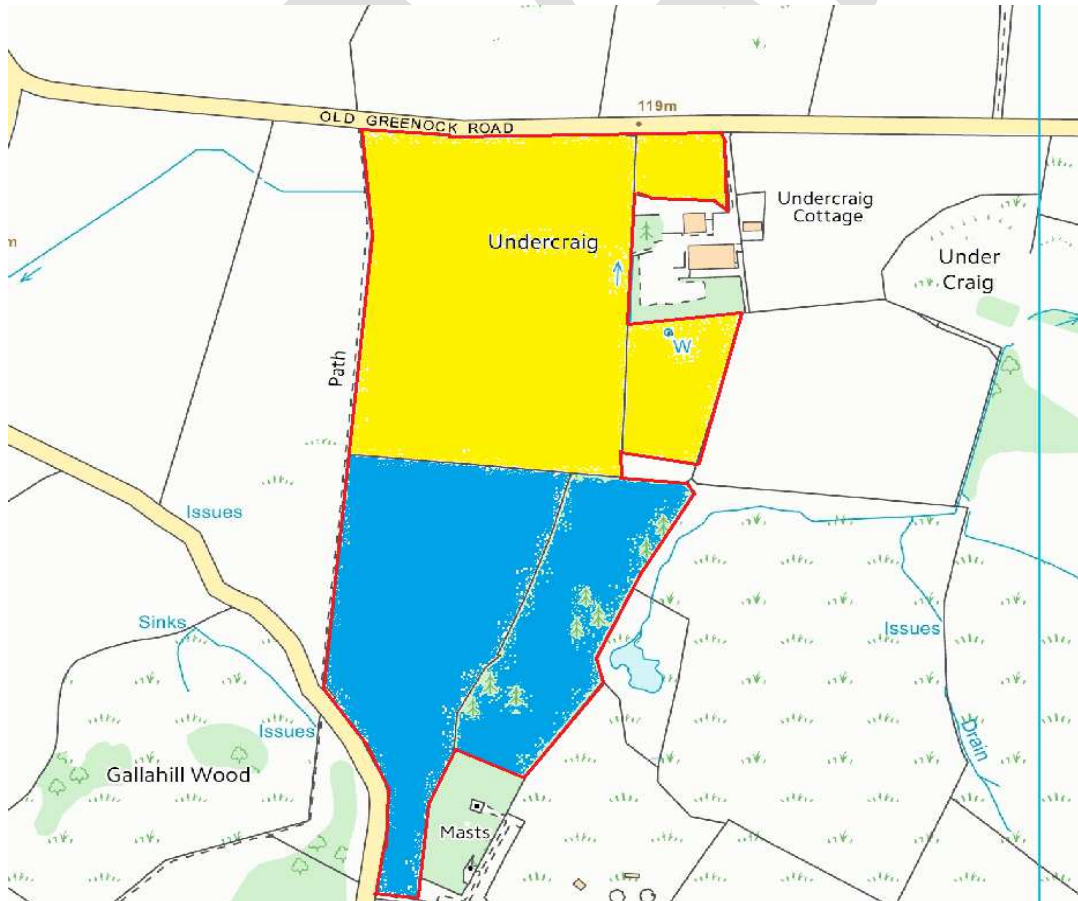 119m
OLD GREENOCK ROAD
Undercraig
Cottage
Undercraig
m
Under
Craig
W
Path
Issues
Sinks
Issues
Issues
Drain
Gallahill Wood
Masts